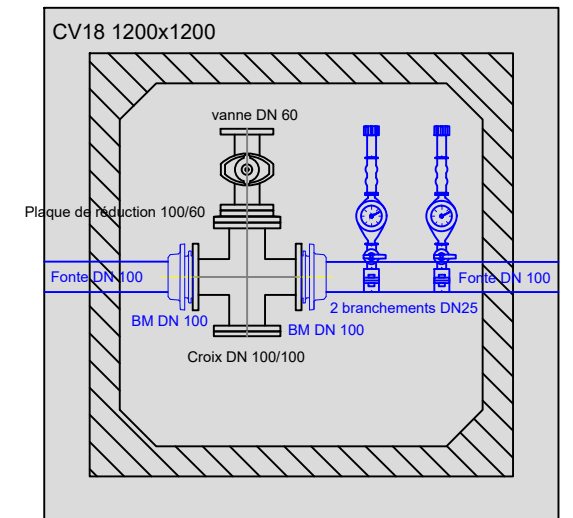 CV18 1200x1200
vanne DN 60
Plaque de réduction 100/60
Fonte DN 100
Fonte DN 100
2 branchements DN25
BM DN 100
BM DN 100
Croix DN 100/100